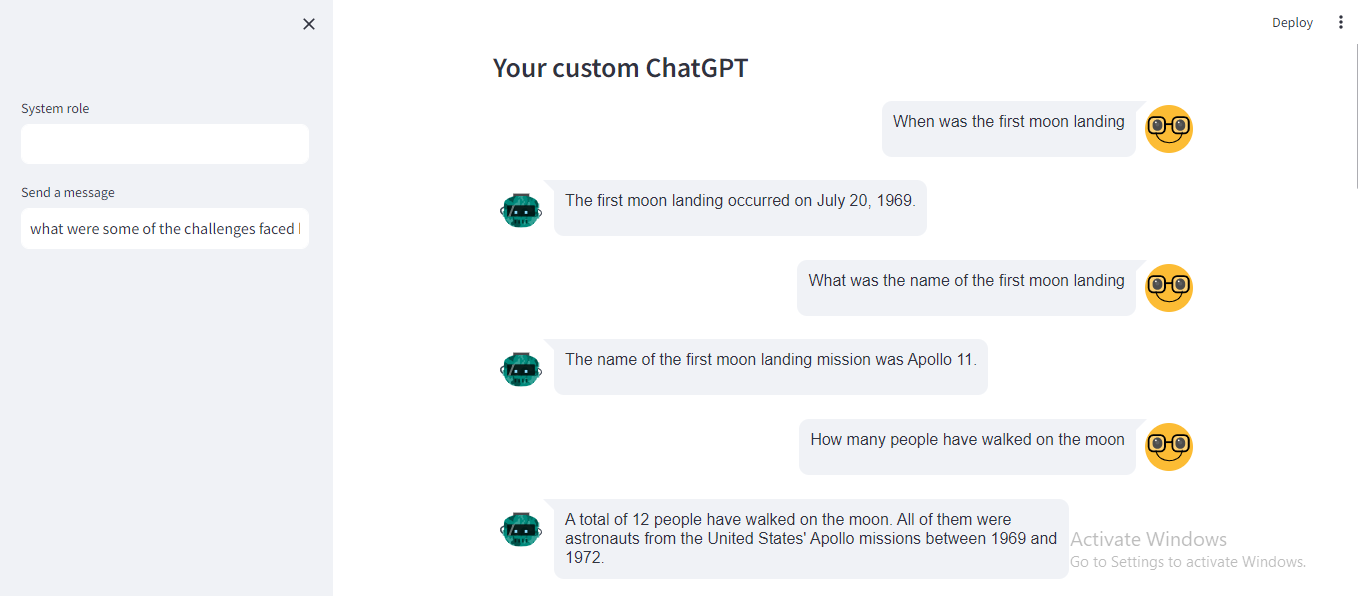 Deploy
Your custom ChatGPT
System role
Send a message
what were some of the challenges faced
When was the first moon landing
The first moon landing occurred on July 20, 1969.
What was the name of the first moon landing
The name of the first moon landing mission was Apollo 11.
How many people have walked on the moon
A total of 12 people have walked on the moon. All of them were
astronauts from the United States' Apollo missions between 1969 and
1972.
Activate Windows
Go to Settings to activate Windows.